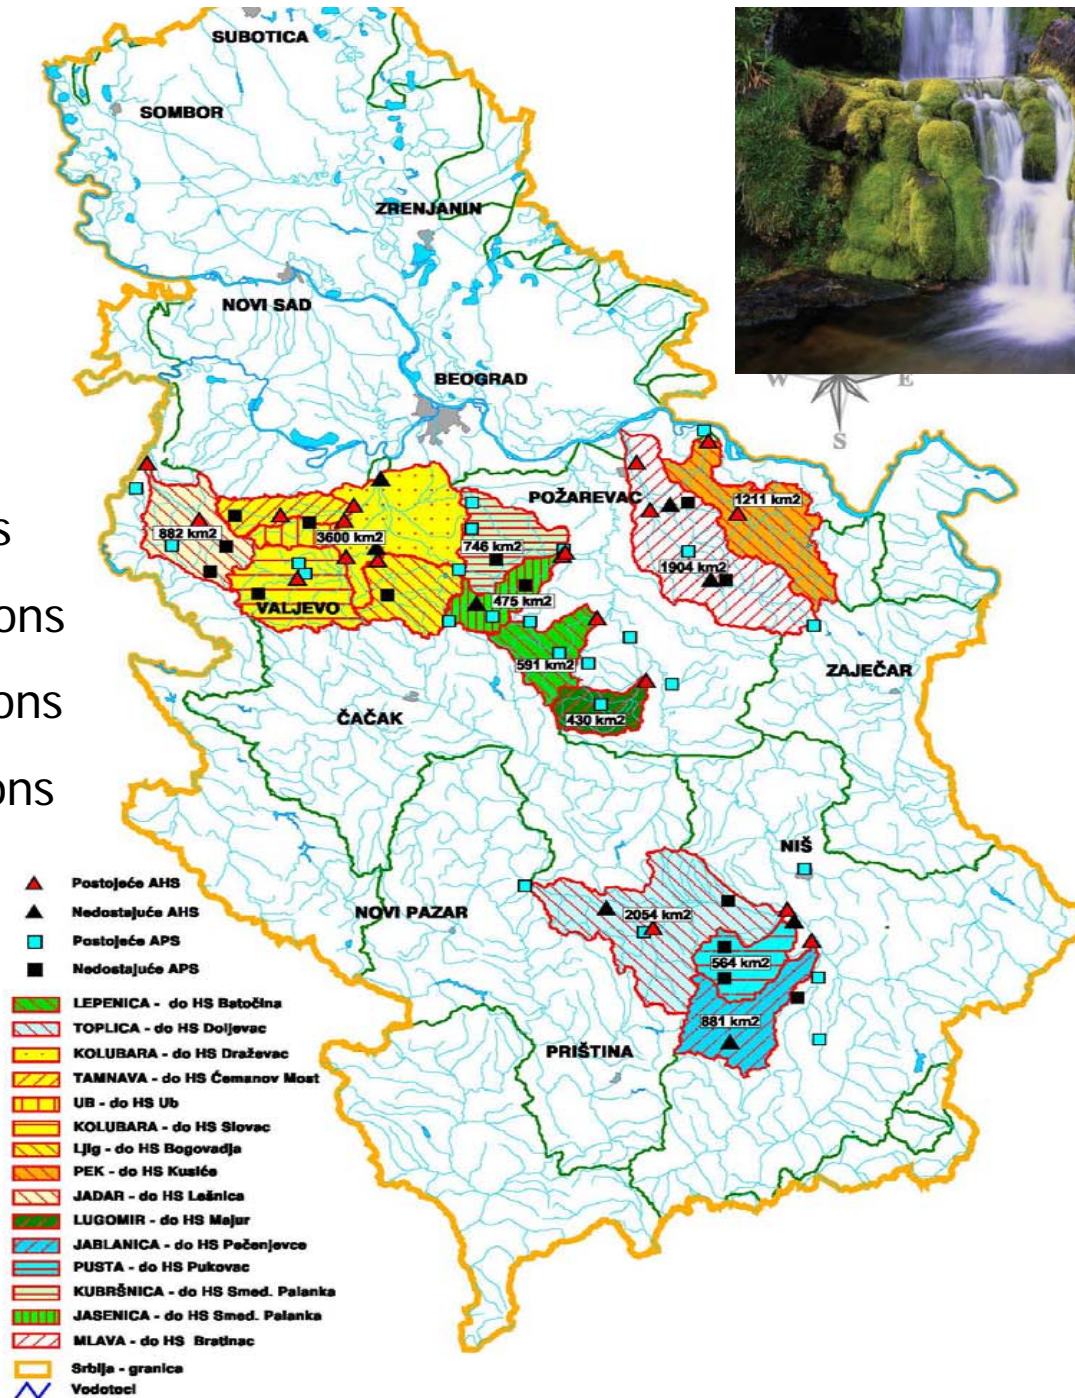 SUBOTICA
SOMBOR
ZRENJANIN
NOVI SAD
BEOGRAD
W E
S
POŽAREVAC
1211 km2
s
882 km2
3600 km2
746 km2
1904 km2
ons
475 km2
VALJEVO
591 km2
ZAJEČAR
ons
ČAČAK
430 km2
ons
NIŠ
Postojeće AHS
Nedostajuće AHS
NOVI PAZAR
2054 km2
Postojeće APS
564 km2
Nedostajuće APS
LEPENICA - do HS Batočina
881 km2
TOPLICA - do HS Doljevac
PRIŠTINA
KOLUBARA - do HS Draževac
TAMNAVA - do HS Ćemanov Most
UB - do HS Ub
KOLUBARA - do HS Slovac
Ljig - do HS Bogovadja
PEK - do HS Kusiće
JADAR - do HS Lešnica
LUGOMIR - do HS Majur
JABLANICA - do HS Pečenjevce
PUSTA - do HS Pukovac
KUBRŠNICA - do HS Smed. Palanka
JASENICA - do HS Smed. Palanka
MLAVA - do HS Bratinac
Srbija - granica
Vodotoci